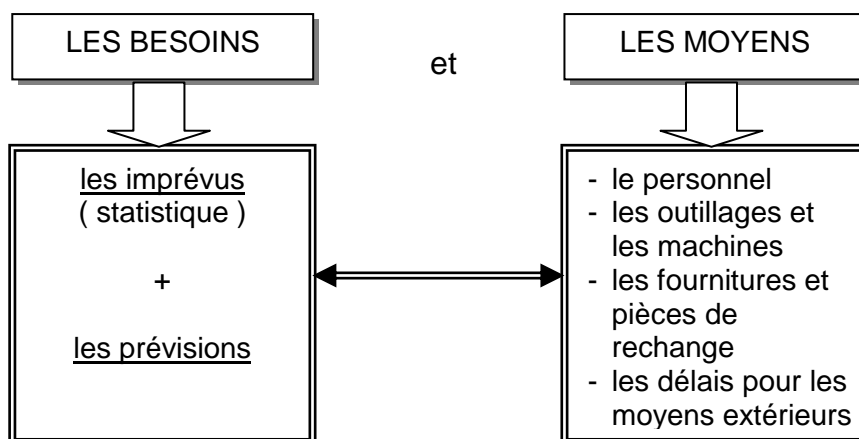 LES BESOINS
et
LES MOYENS
les imprévus
( statistique )
+
les prévisions
- le personnel
- les outillages et
les machines
- les fournitures et
pièces de
rechange
- les délais pour les
moyens extérieurs